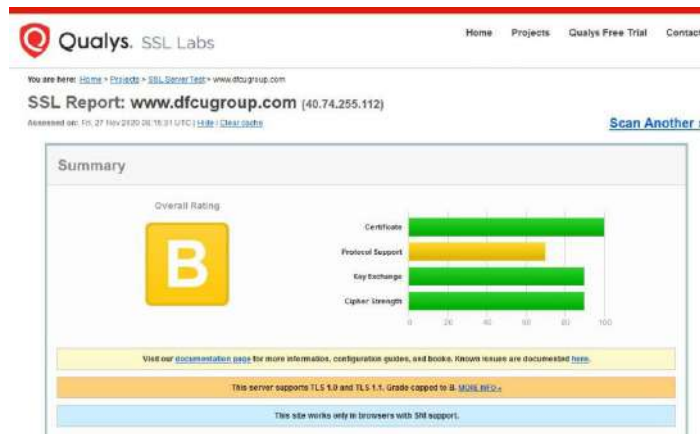 Qualys. SSL Labs
Home Projects Qualys Free Trial Contact
You are here: Home > Projects > SSL Server Test > www.dfcugroup.com
SSL Report: www.dfcugroup.com (40.74.255.112)
Assessed on: Fri, 27 Nov 2020 UTC | Hide | Clear cache
Scan Another
Summary
Overall Rating
B
Certificate
Protocol Support
Key Exchange
Cipher Strength
0 20 40 60 80 100
Visit our documentation page for more information, configuration guides, and books. Known issues are documented here.
This server supports TLS 1.0 and TLS 1.1. Grade capped to B. MORE INFO »
This site works only in browsers with SNI support.